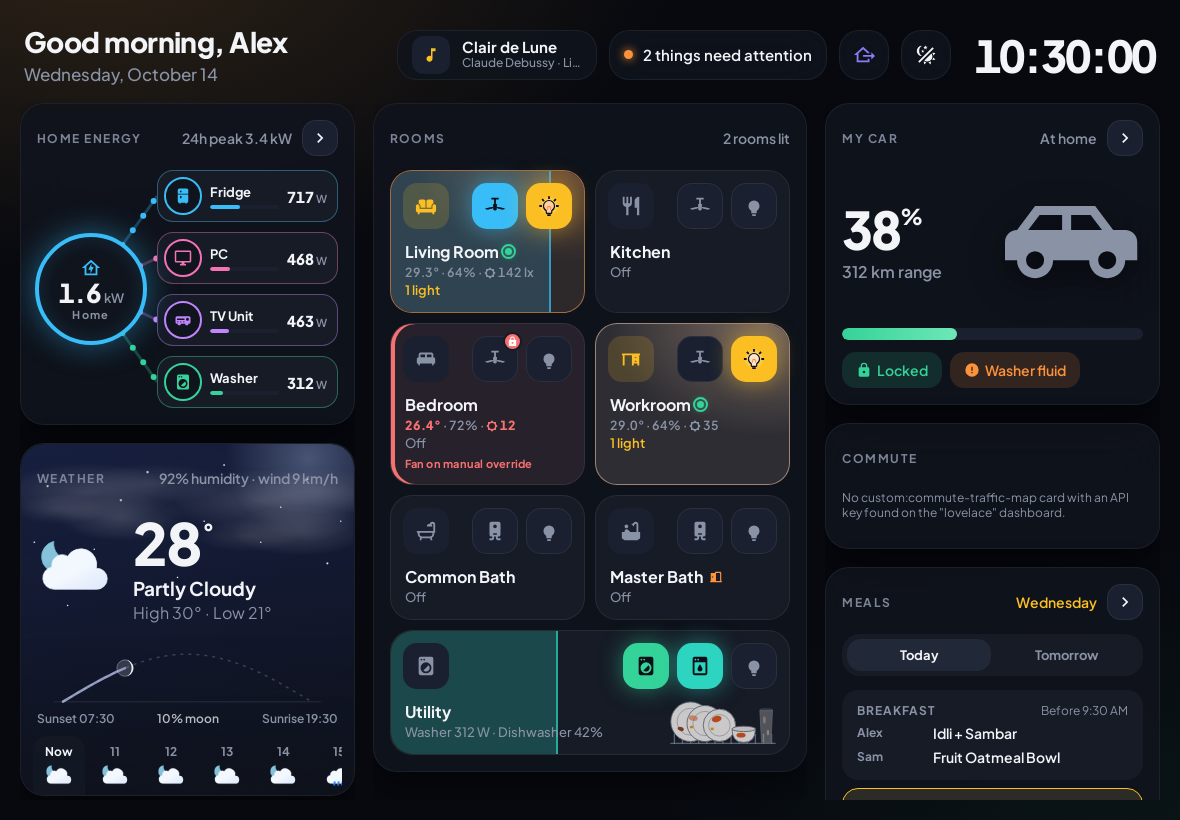 Good morning, Alex
Wednesday, October 14
Clair de Lune
Claude Debussy · Li...
2 things need attention
10:30:00
HOME ENERGY
24h peak 3.4 kW
1.6 kW
Home
Fridge
717 W
PC
468 W
TV Unit
463 W
Washer
312 W
WEATHER
92% humidity · wind 9 km/h
28°
Partly Cloudy
High 30° · Low 21°
Sunset 07:30
10% moon
Sunrise 19:30
Now
11
12
13
14
15
ROOMS
2 rooms lit
Living Room
29.3° · 64% · 142 lx
1 light
Kitchen
Off
Bedroom
26.4° · 72% · 12
Off
Fan on manual override
Workroom
29.0° · 64% · 35
1 light
Common Bath
Off
Master Bath
Off
Utility
Washer 312 W · Dishwasher 42%
MY CAR
At home
38%
312 km range
Locked
Washer fluid
COMMUTE
No custom:commute-traffic-map card with an API
key found on the "lovelace" dashboard.
MEALS
Wednesday
Today
Tomorrow
BREAKFAST
Before 9:30 AM
Alex
Idli + Sambar
Sam
Fruit Oatmeal Bowl